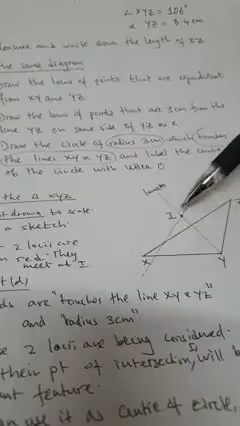 ∠ XYZ = 106°
YZ = 8.4 cm
measure and write down the length of XZ
the same diagram
Draw the locus of points that are equidistant
from XY and YZ.
Draw the locus of points that are 3cm from the
line YZ on same side of YZ as X
Draw the circle of radius 3cm which touches
(the lines XY & YZ) and label the centre
of the circle with letter O
the Δ XYZ
drawn to scale
a sketch.
2 locii are
in red. They
meet at I.
I
X
Y
(d)
are "touches the line XY & YZ"
and "radius 3cm"
2 locii are being considered.
their pt of intersection, will be
feature.
use it as centre of circle,